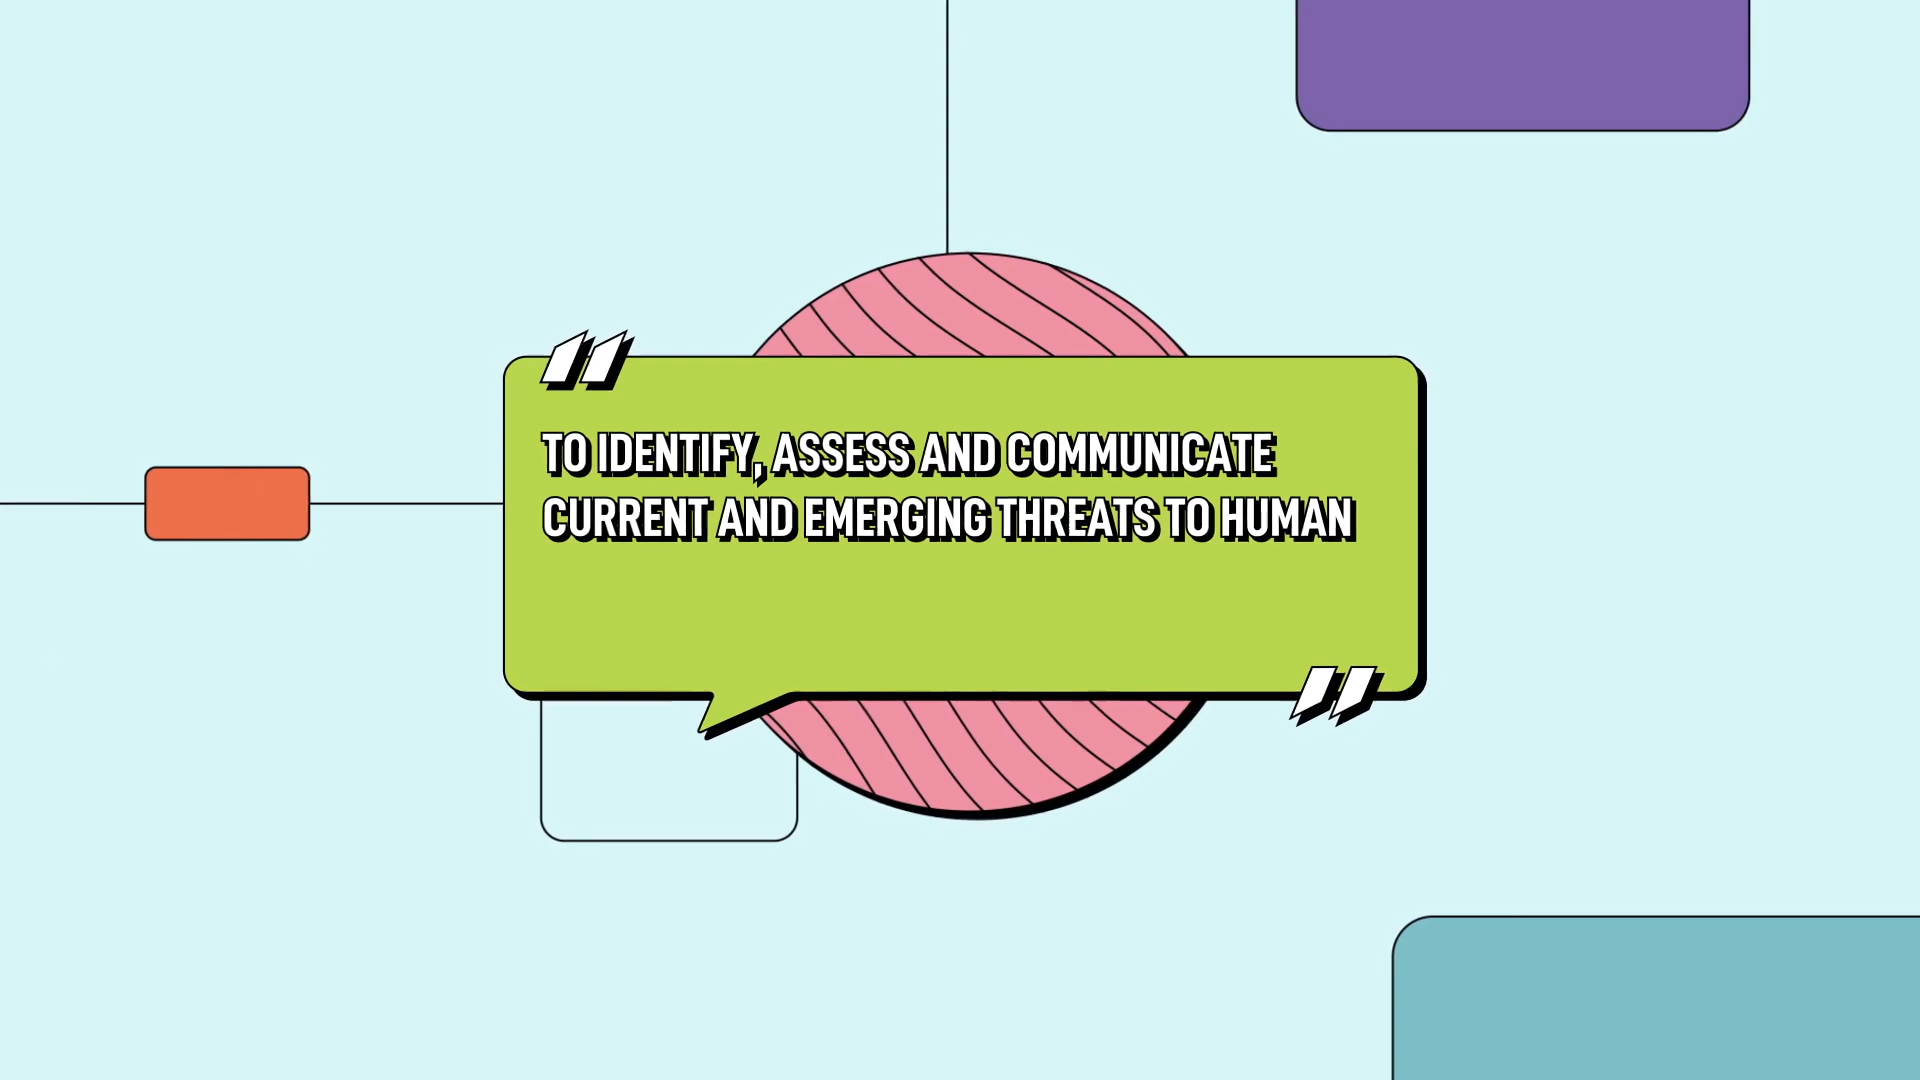 TO IDENTIFY, ASSESS AND COMMUNICATE
CURRENT AND EMERGING THREATS TO HUMAN